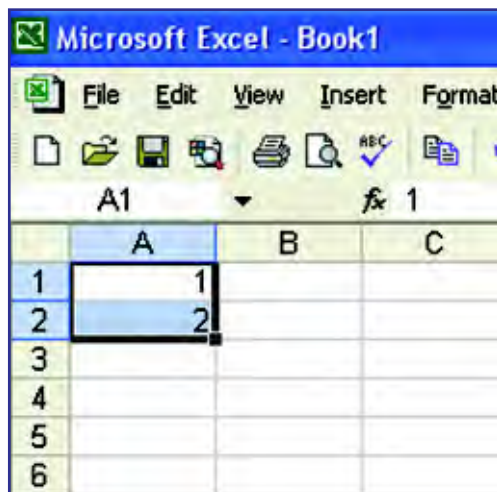 Microsoft Excel - Book1
File Edit View Insert Format
ABC
A1 fx 1
A B C
1 1
2 2
3
4
5
6